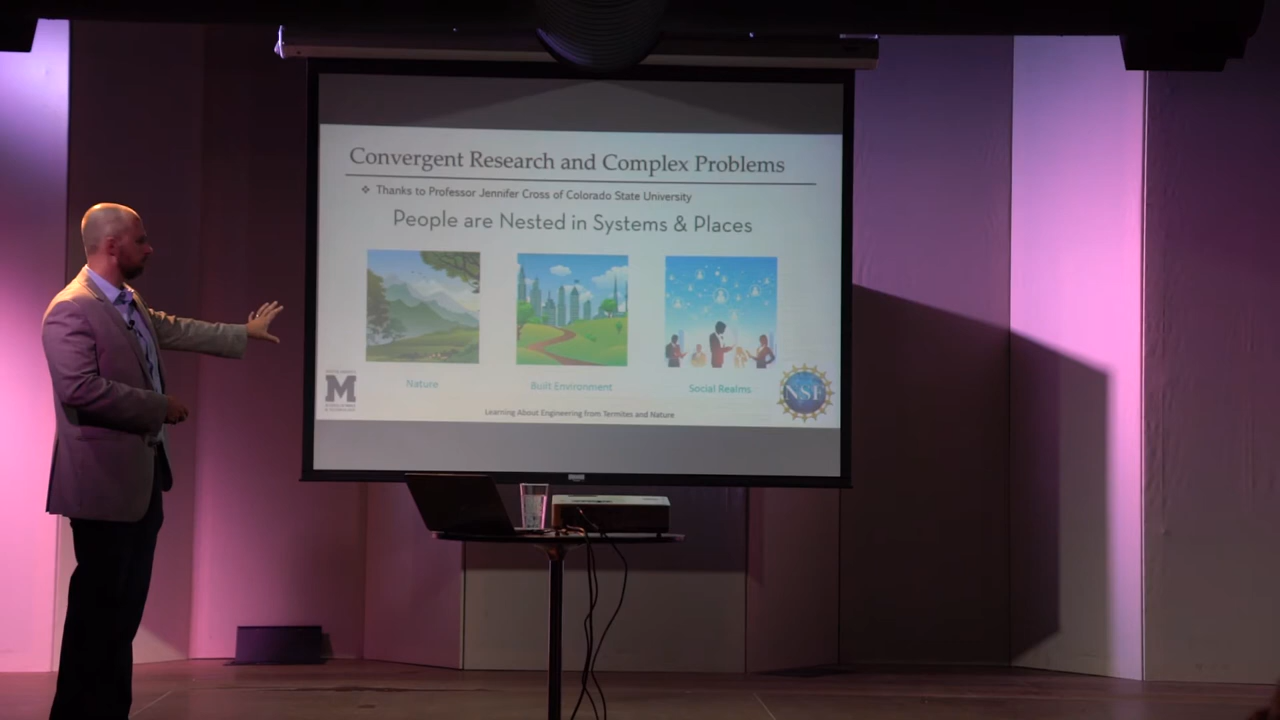 Convergent Research and Complex Problems
❖ Thanks to Professor Jennifer Cross of Colorado State University
People are Nested in Systems & Places
Nature
Built Environment
Social Realms
M
NSF
Learning About Engineering from Termites and Nature